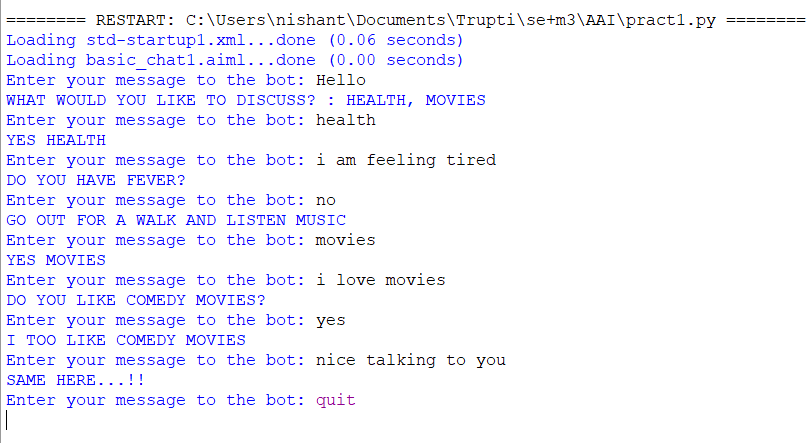 ======== RESTART: C:\Users\nishant\Documents\Trupti\se+m3\AAI\pract1.py ========
Loading std-startup1.xml...done (0.06 seconds)
Loading basic_chat1.aiml...done (0.00 seconds)
Enter your message to the bot: Hello
WHAT WOULD YOU LIKE TO DISCUSS? : HEALTH, MOVIES
Enter your message to the bot: health
YES HEALTH
Enter your message to the bot: i am feeling tired
DO YOU HAVE FEVER?
Enter your message to the bot: no
GO OUT FOR A WALK AND LISTEN MUSIC
Enter your message to the bot: movies
YES MOVIES
Enter your message to the bot: i love movies
DO YOU LIKE COMEDY MOVIES?
Enter your message to the bot: yes
I TOO LIKE COMEDY MOVIES
Enter your message to the bot: nice talking to you
SAME HERE...!!
Enter your message to the bot: quit